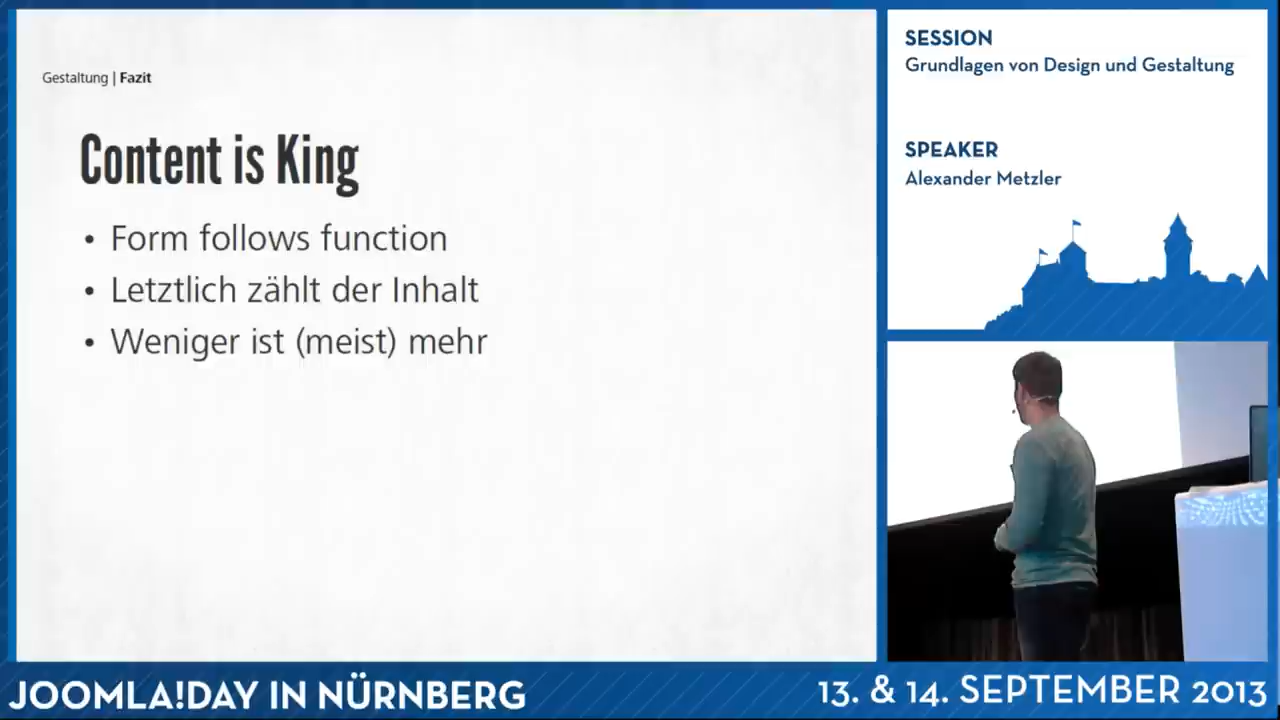 Gestaltung | Fazit
Content is King
• Form follows function
• Letztlich zählt der Inhalt
• Weniger ist (meist) mehr
SESSION
Grundlagen von Design und Gestaltung
SPEAKER
Alexander Metzler
JOOMLA!DAY IN NÜRNBERG
13. & 14. SEPTEMBER 2013